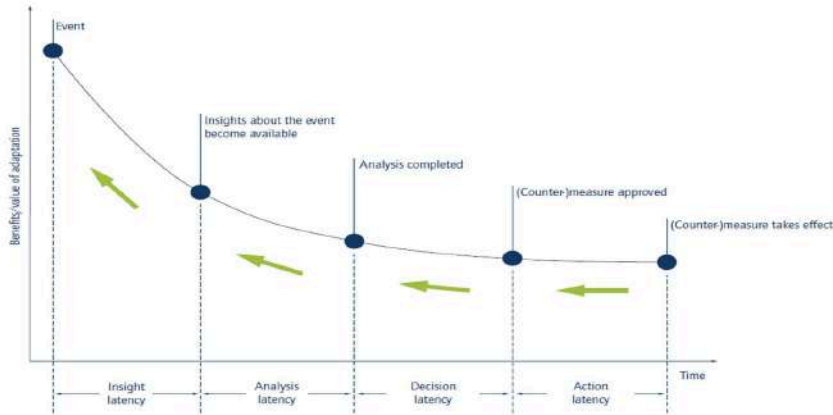 Event
Insights about the event
become available
Analysis completed
(Counter-)measure approved
(Counter-)measure takes effect
Benefits/value of adaptation
Time
Insight
latency
Analysis
latency
Decision
latency
Action
latency